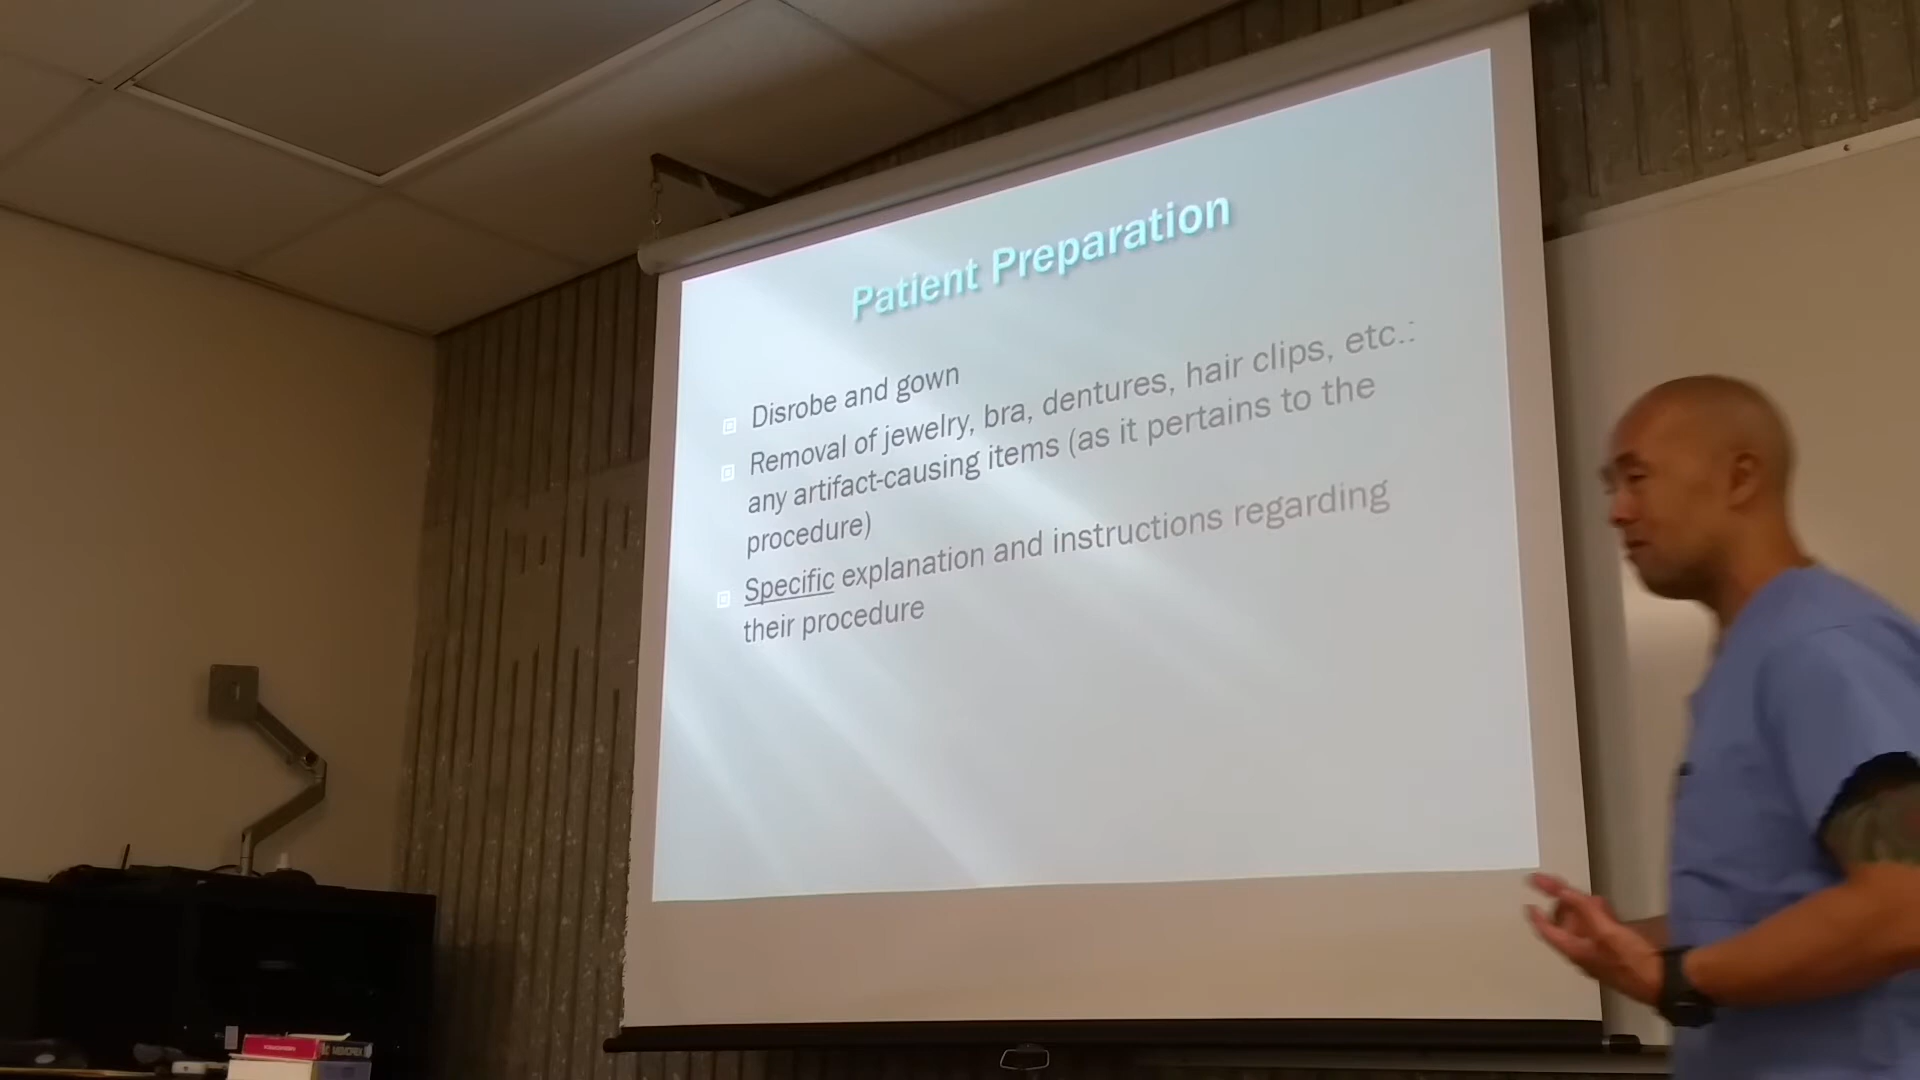 Patient Preparation
Disrobe and gown
Removal of jewelry, bra, dentures, hair clips, etc.:
any artifact-causing items (as it pertains to the
procedure)
Specific explanation and instructions regarding
their procedure